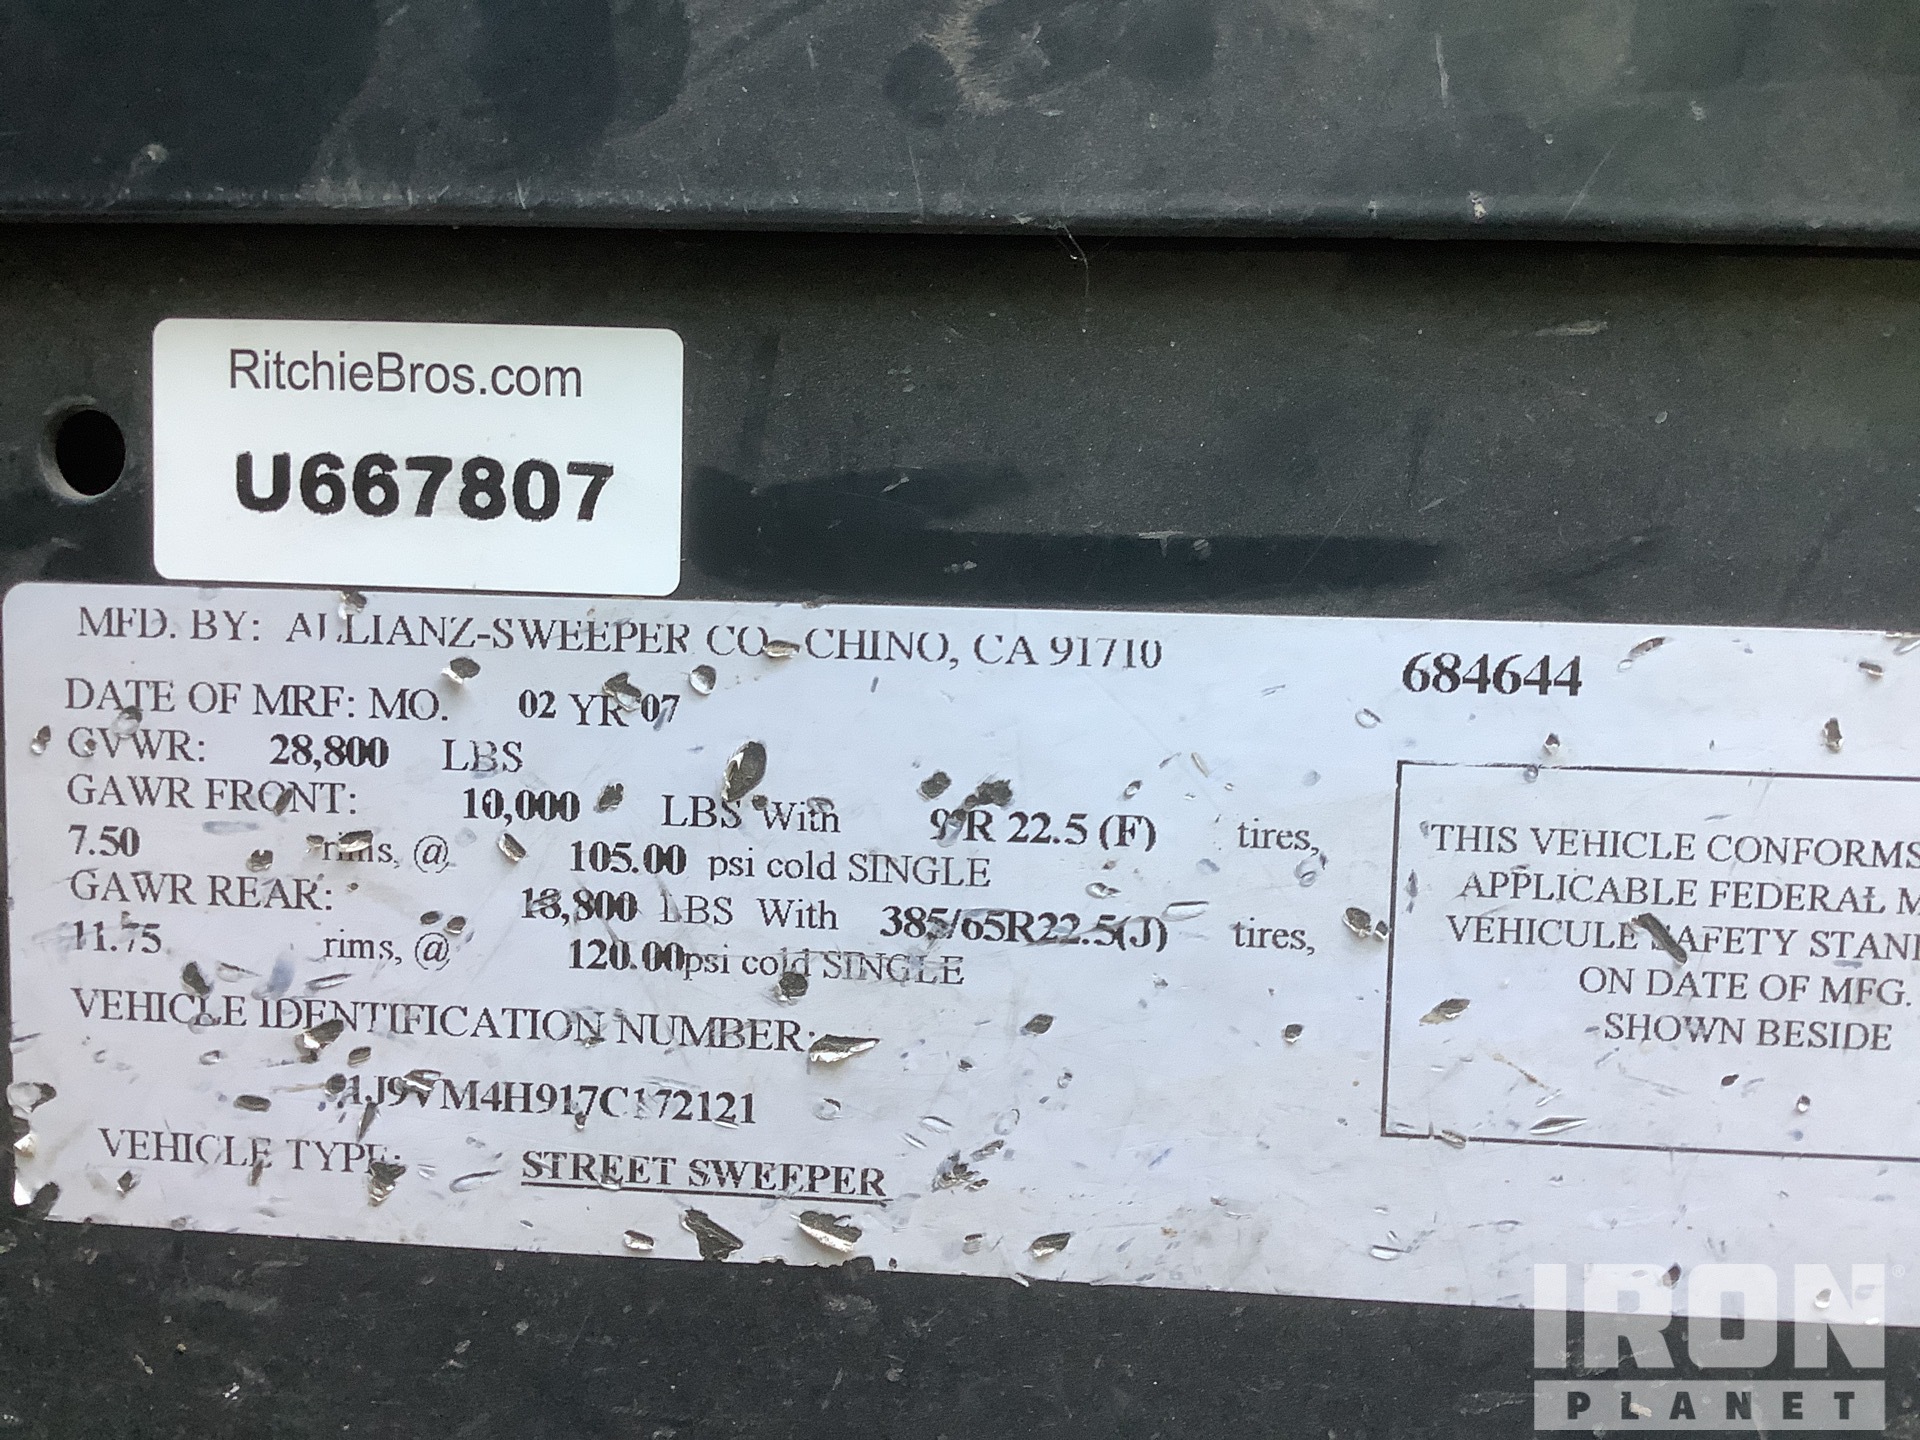 RitchieBros.com
U667807
MFD. BY: ALLIANZ-SWEEPER CO. CHINO, CA 91710
684644
DATE OF MRF: MO. 02 YR 07
GVWR: 28,800 LBS
GAWR FRONT: 10,000 LBS With R 22.5 (F) tires,
7.50 rims, @ 105.00 psi cold SINGLE
GAWR REAR: 18,800 LBS With 385/65R22.5(J) tires,
11.75 rims, @ 120.00psi cold SINGLE
VEHICLE IDENTIFICATION NUMBER:
1J9VM4H917C172121
VEHICLE TYPE: STREET SWEEPER
THIS VEHICLE CONFORMS
APPLICABLE FEDERAL M
VEHICULE SAFETY STAN
ON DATE OF MFG.
SHOWN BESIDE
IRON
PLANET